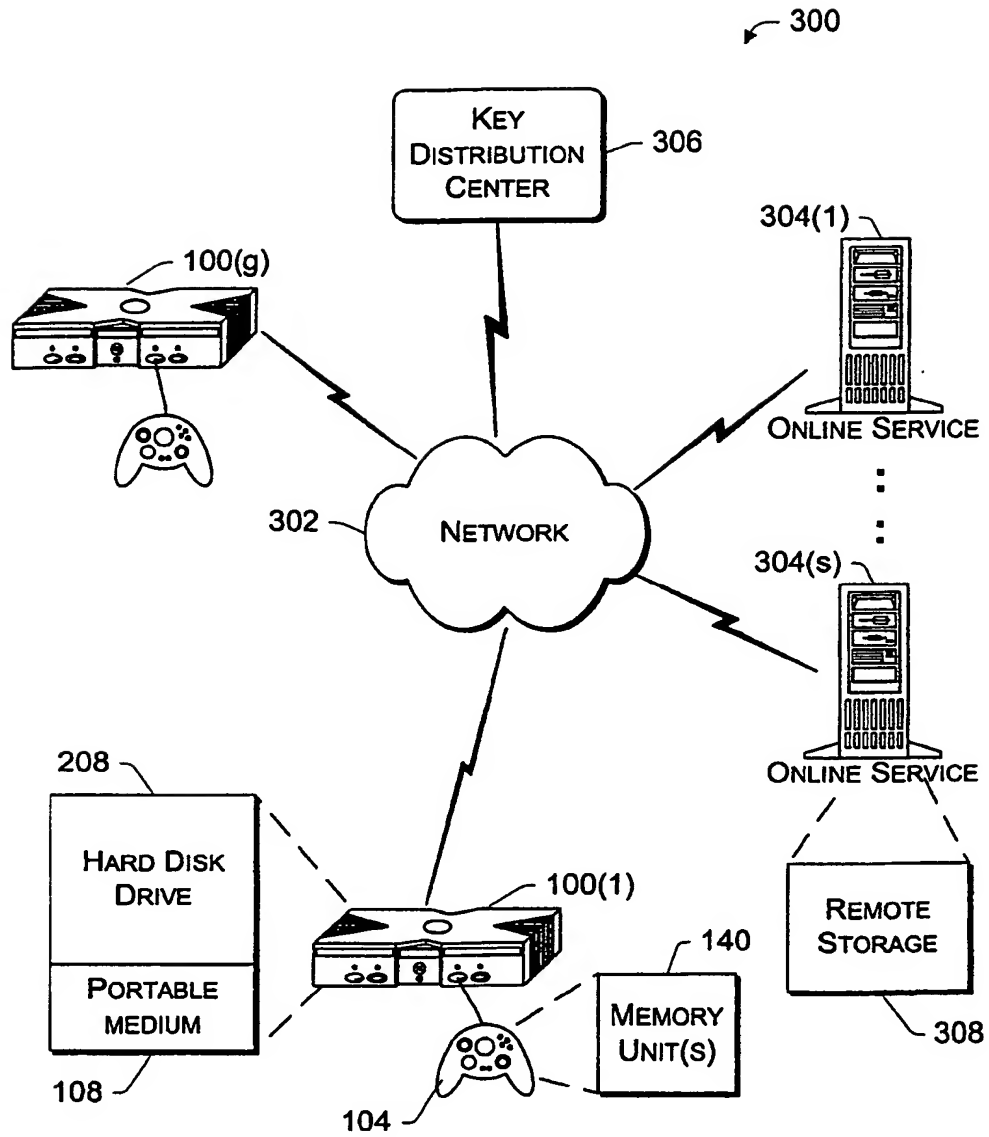 300
KEY
DISTRIBUTION
CENTER
306
304(1)
100(g)
ONLINE SERVICE
302
NETWORK
304(s)
208
ONLINE SERVICE
HARD DISK
DRIVE
100(1)
REMOTE
STORAGE
140
PORTABLE
MEDIUM
MEMORY
UNIT(S)
308
108
104